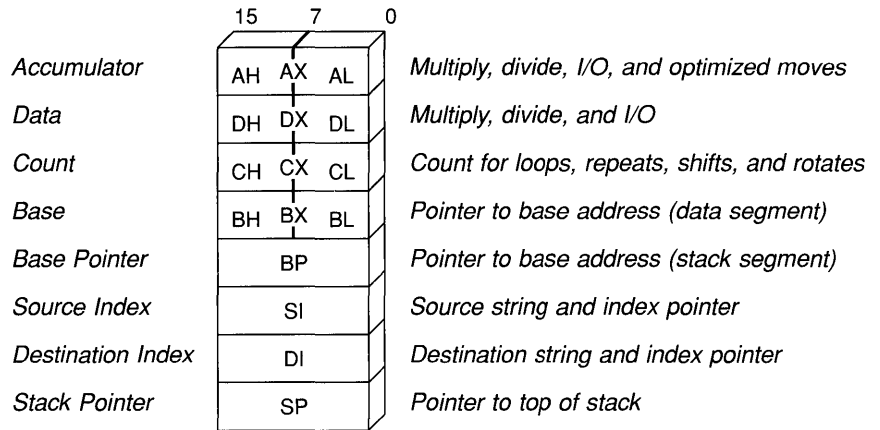 15 7 0
Accumulator AH AX AL Multiply, divide, I/O, and optimized moves
Data DH DX DL Multiply, divide, and I/O
Count CH CX CL Count for loops, repeats, shifts, and rotates
Base BH BX BL Pointer to base address (data segment)
Base Pointer BP Pointer to base address (stack segment)
Source Index SI Source string and index pointer
Destination Index DI Destination string and index pointer
Stack Pointer SP Pointer to top of stack